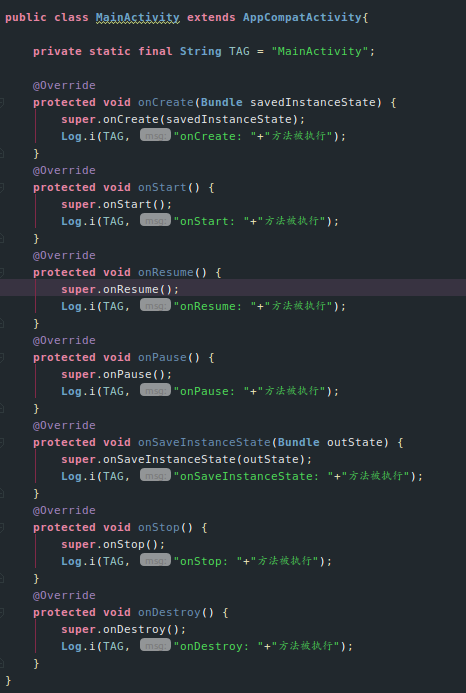 public class MainActivity extends AppCompatActivity{
private static final String TAG = "MainActivity";
@Override
protected void onCreate(Bundle savedInstanceState) {
super.onCreate(savedInstanceState);
Log.i(TAG, msg: "onCreate: "+"方法被执行");
}
@Override
protected void onStart() {
super.onStart();
Log.i(TAG, msg: "onStart: "+"方法被执行");
}
@Override
protected void onResume() {
super.onResume();
Log.i(TAG, msg: "onResume: "+"方法被执行");
}
@Override
protected void onPause() {
super.onPause();
Log.i(TAG, msg: "onPause: "+"方法被执行");
}
@Override
protected void onSaveInstanceState(Bundle outState) {
super.onSaveInstanceState(outState);
Log.i(TAG, msg: "onSaveInstanceState: "+"方法被执行");
}
@Override
protected void onStop() {
super.onStop();
Log.i(TAG, msg: "onStop: "+"方法被执行");
}
@Override
protected void onDestroy() {
super.onDestroy();
Log.i(TAG, msg: "onDestroy: "+"方法被执行");
}
}